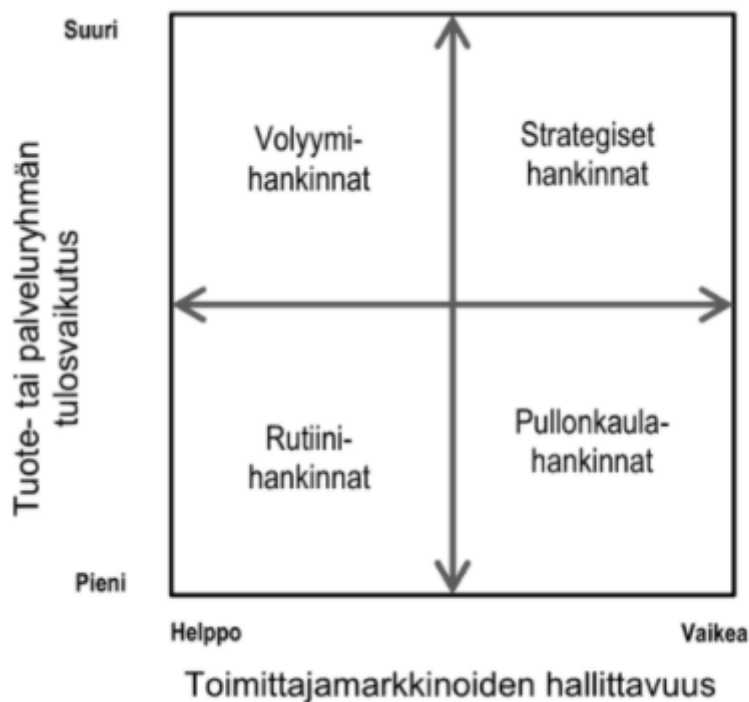 Suuri
Tuote- tai palveluryhmän
tulosvaikutus
Volyymi-
hankinnat
Strategiset
hankinnat
Rutiini-
hankinnat
Pullonkaula-
hankinnat
Pieni
Helppo
Vaikea
Toimittajamarkkinoiden hallittavuus